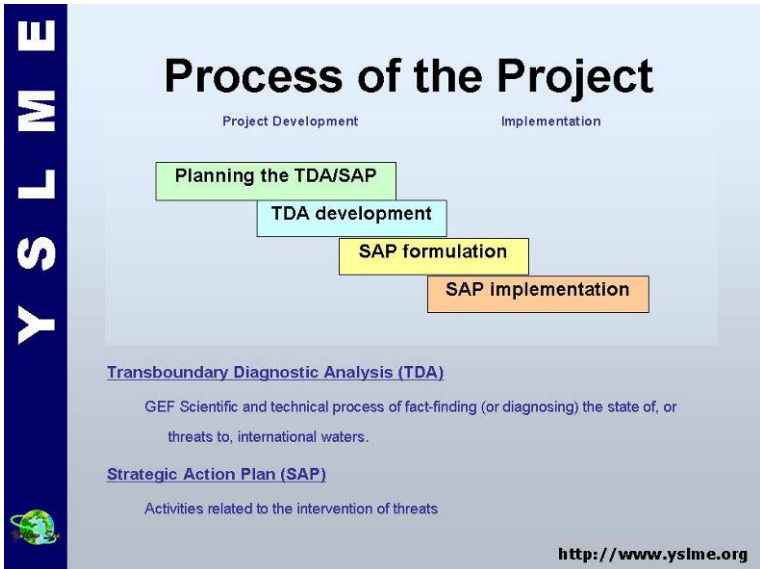 YSLME
Process of the Project
Project Development Implementation
Planning the TDA/SAP
TDA development
SAP formulation
SAP implementation
Transboundary Diagnostic Analysis (TDA)
GEF Scientific and technical process of fact-finding (or diagnosing) the state of, or
threats to, international waters.
Strategic Action Plan (SAP)
Activities related to the intervention of threats
http://www.yslme.org